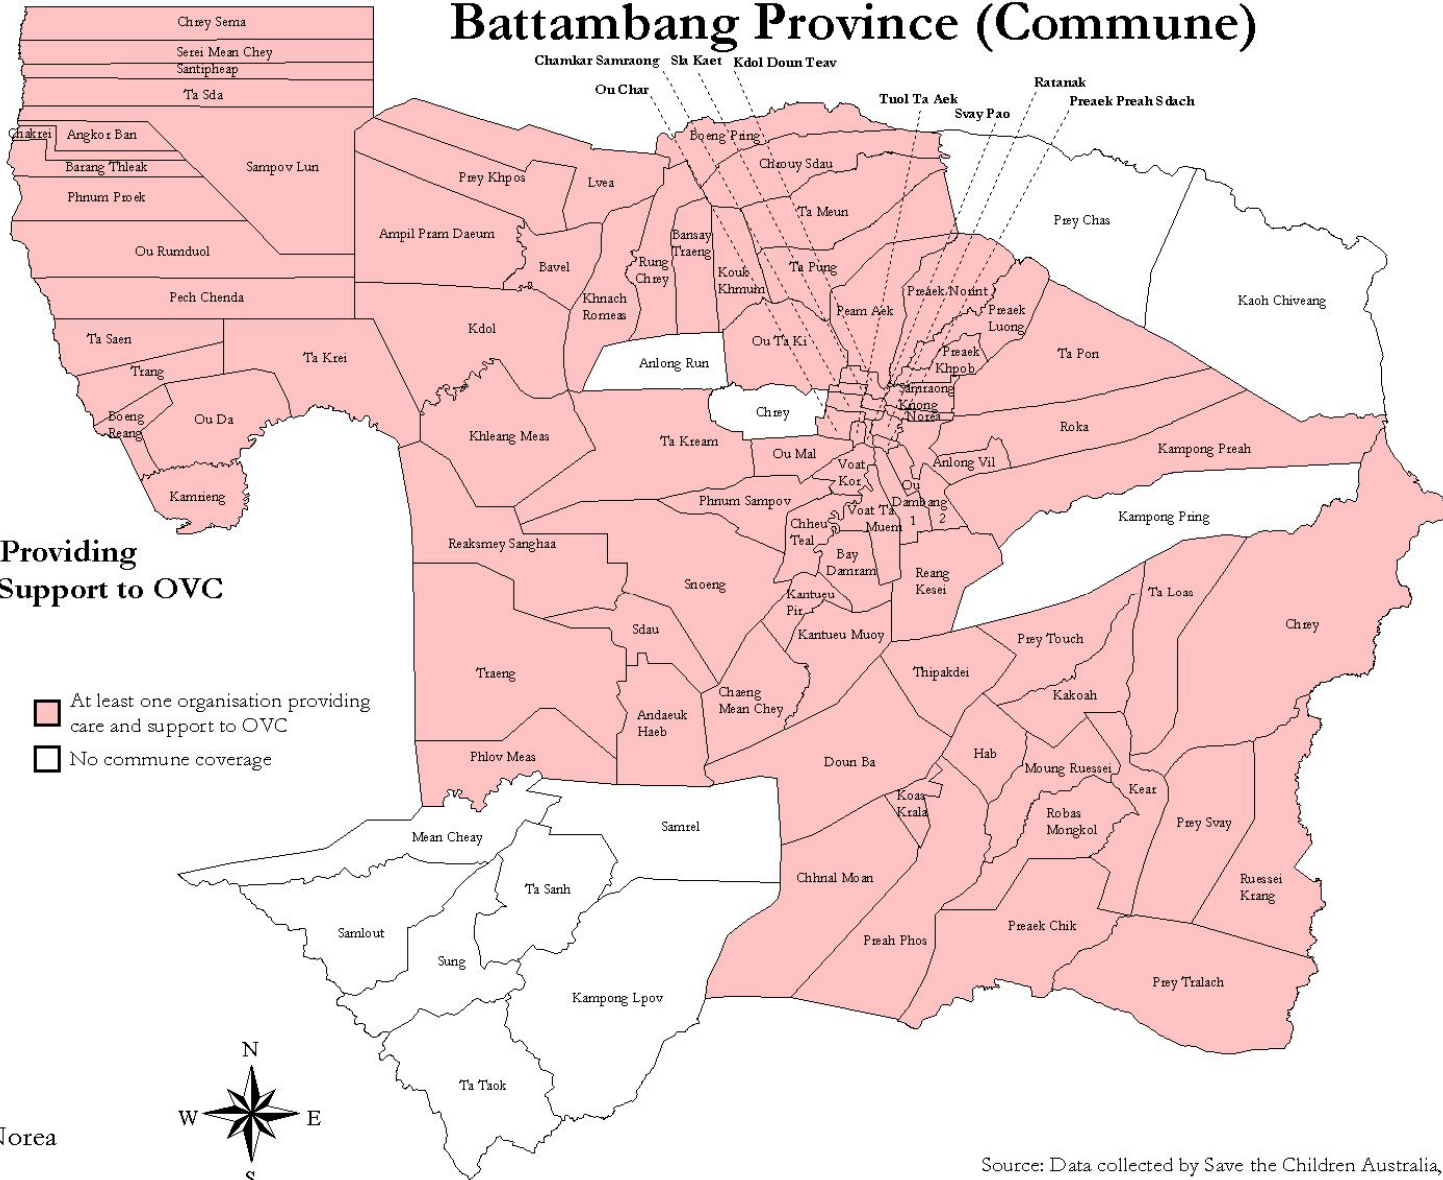 Battambang Province (Commune)
Chamkar Samraong
Sla Kaet
Kdol Doun Teav
Ou Char
Tuol Ta Aek
Svay Pao
Ratanak
Preaek Preah Sdach
Chrey Sema
Serei Mean Chey
Santipheap
Ta Sda
Chakrei
Angkor Ban
Barang Thleak
Sampov Lun
Phnum Proek
Ou Rumduol
Pech Chenda
Ta Saen
Trang
Ta Krei
Boeng
Reang
Ou Da
Kamrieng
Boeng Pring
Chrouy Sdau
Prey Khpos
Lvea
Ta Meun
Ampil Pram Daeum
Bavel
Rung
Chrey
Bansay
Traeng
Kouk
Khmum
Ta Pung
Khnach
Romeas
Peam Aek
Preaek Norint
Preaek
Luong
Prey Chas
Kaoh Chiveang
Kdol
Anlong Run
Ou Ta Ki
Preaek
Khpob
Ta Pon
Samraong
Knong
Norea
Chrey
Roka
Khleang Meas
Ta Kream
Ou Mal
Voat
Kor
Anlong Vil
Kampong Preah
Phnum Sampov
Ou
Dambang
1
2
Voat Ta
Muem
Chheu
Teal
Kampong Pring
Reaksmey Sanghaa
Bay
Damram
Snoeng
Reang
Kesei
Kantueu
Pir
Ta Loas
Chrey
Sdau
Kantueu Muoy
Prey Touch
Traeng
Thipakdei
Kakoah
Chaeng
Mean Chey
Andaeuk
Haeb
Phlov Meas
Doun Ba
Hab
Moung Ruessei
Kear
Koas
Krala
Robas
Mongkol
Prey Svay
Mean Cheay
Samrel
Ta Sanh
Chhnal Moan
Ruessei
Krang
Samlout
Sung
Preah Phos
Preaek Chik
Kampong Lpov
Prey Tralach
Ta Taok
Providing
Support to OVC
At least one organisation providing
care and support to OVC
No commune coverage
N
W
E
S
Norea
Source: Data collected by Save the Children Australia,